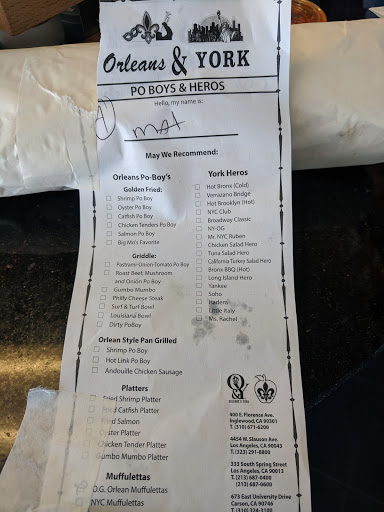 Orleans & YORK
PO BOYS & HEROS
Hello, my name is:
mat
May We Recommend:
Orleans Po-Boy's
Golden Fried:
Shrimp Po Boy
Oyster Po Boy
Catfish Po Boy
Chicken Tenders Po Boy
Salmon Po Boy
Big Mo's Favorite
Griddle:
Pastrami-Onion-Tomato Po Boy
Roast Beef, Mushroom
and Onion Po Boy
Gumbo Mumbo
Philly Cheese Steak
Surf & Turf Bowl
Louisiana Bowl
Dirty PoBoy
Orlean Style Pan Grilled
Shrimp Po Boy
Hot Link Po Boy
Andouille Chicken Sausage
Platters
Fried Shrimp Platter
Fried Catfish Platter
Fried Salmon
Oyster Platter
Chicken Tender Platter
Gumbo Mumbo Platter
Muffulettas
O.G. Orlean Muffulettas
NYC Muffulettas
York Heros
Hot Bronx (Cold)
Verrazano Bridge
Hot Brooklyn (Hot)
NYC Club
Broadway Classic
NY-DG
Mr. NYC Ruben
Chicken Salad Hero
Tuna Salad Hero
California Turkey Salad Hero
Bronx BBQ (Hot)
Long Island Hero
Yankee
Soho
Harlem
Little Italy
Ms. Rachel
400 E. Florence Ave.
Inglewood, CA 90301
T. (310) 671-6200
4454 W. Slauson Ave.
Los Angeles, CA 90043
T. (323) 291-8800
333 South Spring Street
Los Angeles, CA 90013
T. (213) 687-0400
(213) 687-0600
673 East University Drive
Carson, CA 90746